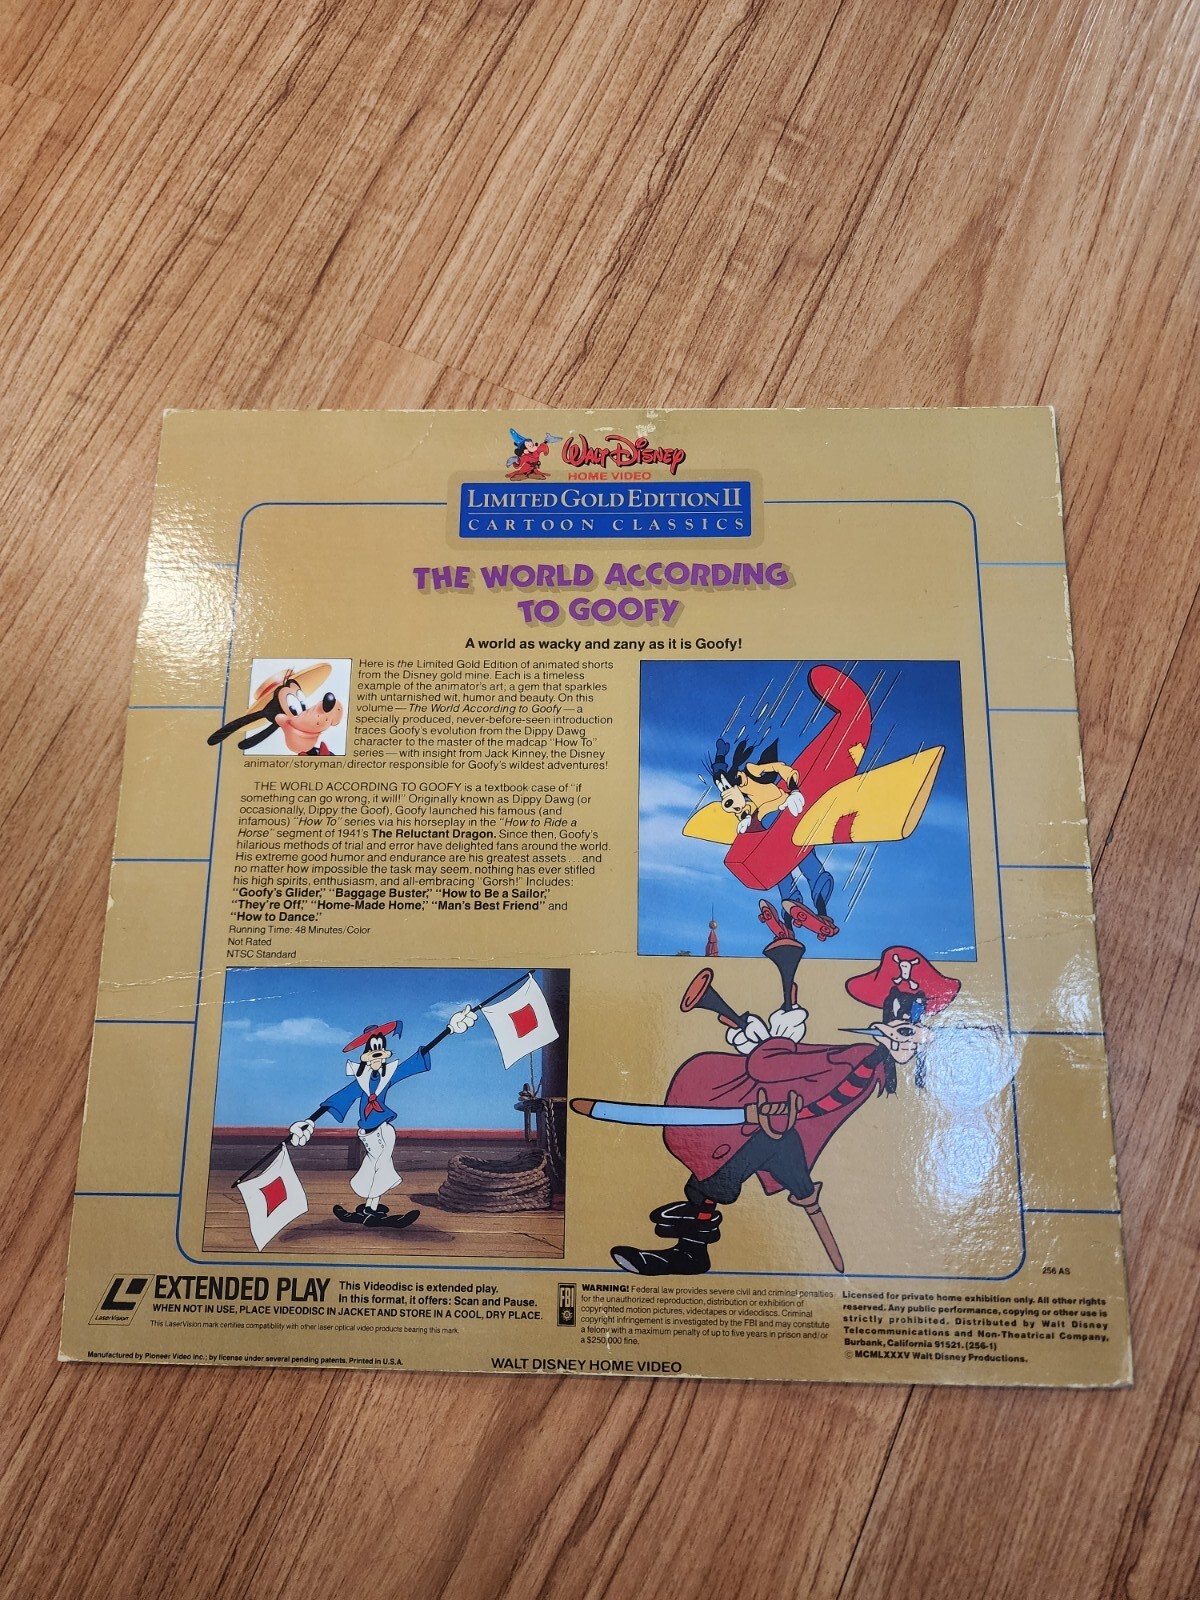 WALT DISNEY
HOME VIDEO
LIMITED GOLD EDITION II
CARTOON CLASSICS
THE WORLD ACCORDING
TO GOOFY
A world as wacky and zany as it is Goofy!
Here is the Limited Gold Edition of animated shorts
from the Disney gold mine. Each is a timeless
example of the animator's art; a gem that sparkles
with untarnished wit, humor and beauty. On this
volume — The World According to Goofy — a
specially produced, never-before-seen introduction
traces Goofy's evolution from the Dippy Dawg
character to the master of the madcap "How To"
series — with insight from Jack Kinney, the Disney
animator/storyman/director responsible for Goofy's wildest adventures!
THE WORLD ACCORDING TO GOOFY is a textbook case of "if
something can go wrong, it will!" Originally known as Dippy Dawg (or
occasionally, Dippy the Goof), Goofy launched his famous (and
infamous) "How To" series via his horseplay in the "How to Ride a
Horse" segment of 1941's The Reluctant Dragon. Since then, Goofy's
hilarious methods of trial and error have delighted fans around the world.
His extreme good humor and endurance are his greatest assets ... and
no matter how impossible the task may seem, nothing has ever stifled
his high spirits, enthusiasm, and all-embracing "Gorsh!" Includes:
"Goofy's Glider," "Baggage Buster," "How to Be a Sailor,"
"They're Off," "Home-Made Home," "Man's Best Friend" and
"How to Dance."
Running Time: 48 Minutes/Color
Not Rated
NTSC Standard
256 AS
LaserVision
EXTENDED PLAY
This Videodisc is extended play.
In this format, it offers: Scan and Pause.
WHEN NOT IN USE, PLACE VIDEODISC IN JACKET AND STORE IN A COOL, DRY PLACE.
This LaserVision mark certifies compatibility with other laser optical video products bearing this mark.
Manufactured by Pioneer Video Inc.; by license under several pending patents. Printed in U.S.A.
FBI
WARNING! Federal law provides severe civil and criminal penalties
for the unauthorized reproduction, distribution or exhibition of
copyrighted motion pictures, videotapes or videodiscs. Criminal
copyright infringement is investigated by the FBI and may constitute
a felony with a maximum penalty of up to five years in prison and/or
a $250,000 fine.
Licensed for private home exhibition only. All other rights
reserved. Any public performance, copying or other use is
strictly prohibited. Distributed by Walt Disney
Telecommunications and Non-Theatrical Company,
Burbank, California 91521. (256-1)
© MCMLXXXV Walt Disney Productions.
WALT DISNEY HOME VIDEO